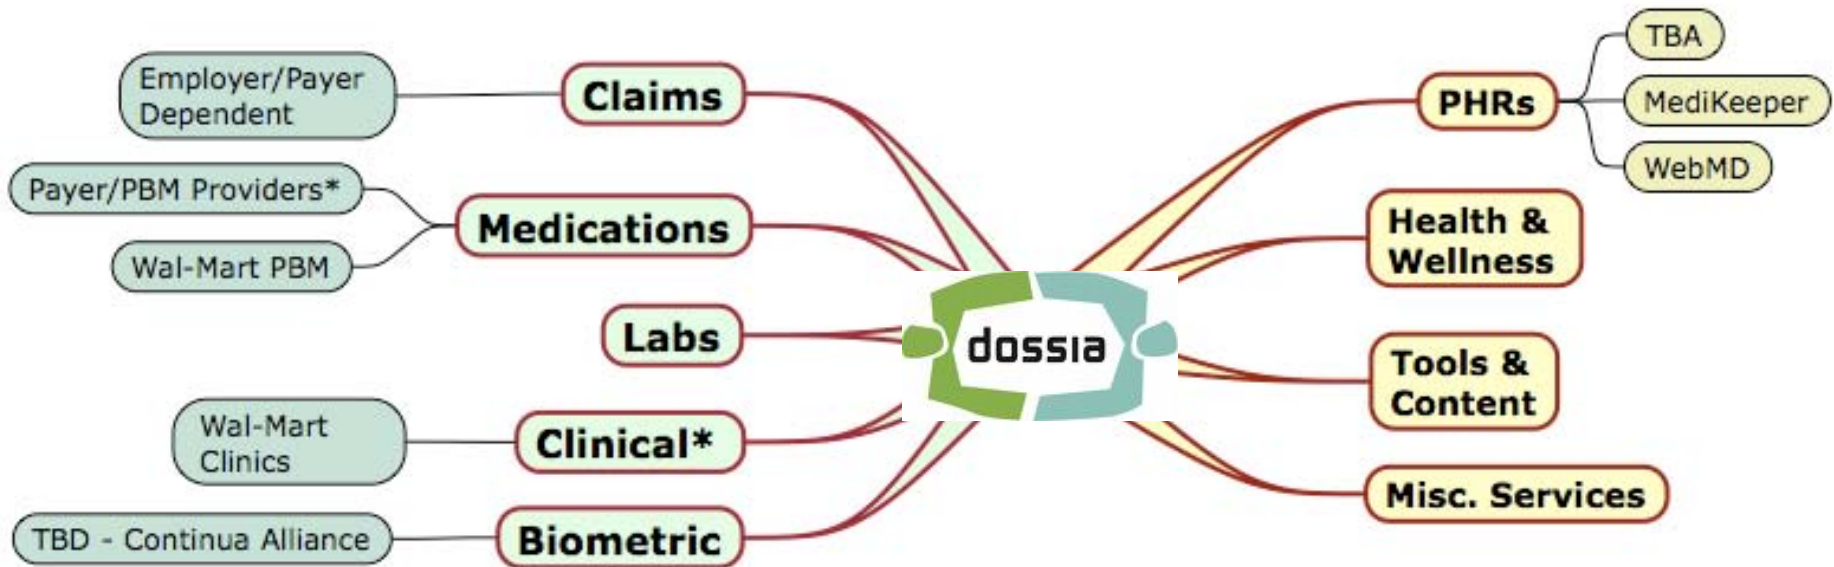 Employer/Payer
Dependent
Claims
Payer/PBM Providers*
Wal-Mart PBM
Medications
Labs
Wal-Mart
Clinics
Clinical*
TBD - Continua Alliance
Biometric
dossia
PHRs
TBA
MediKeeper
WebMD
Health &
Wellness
Tools &
Content
Misc. Services